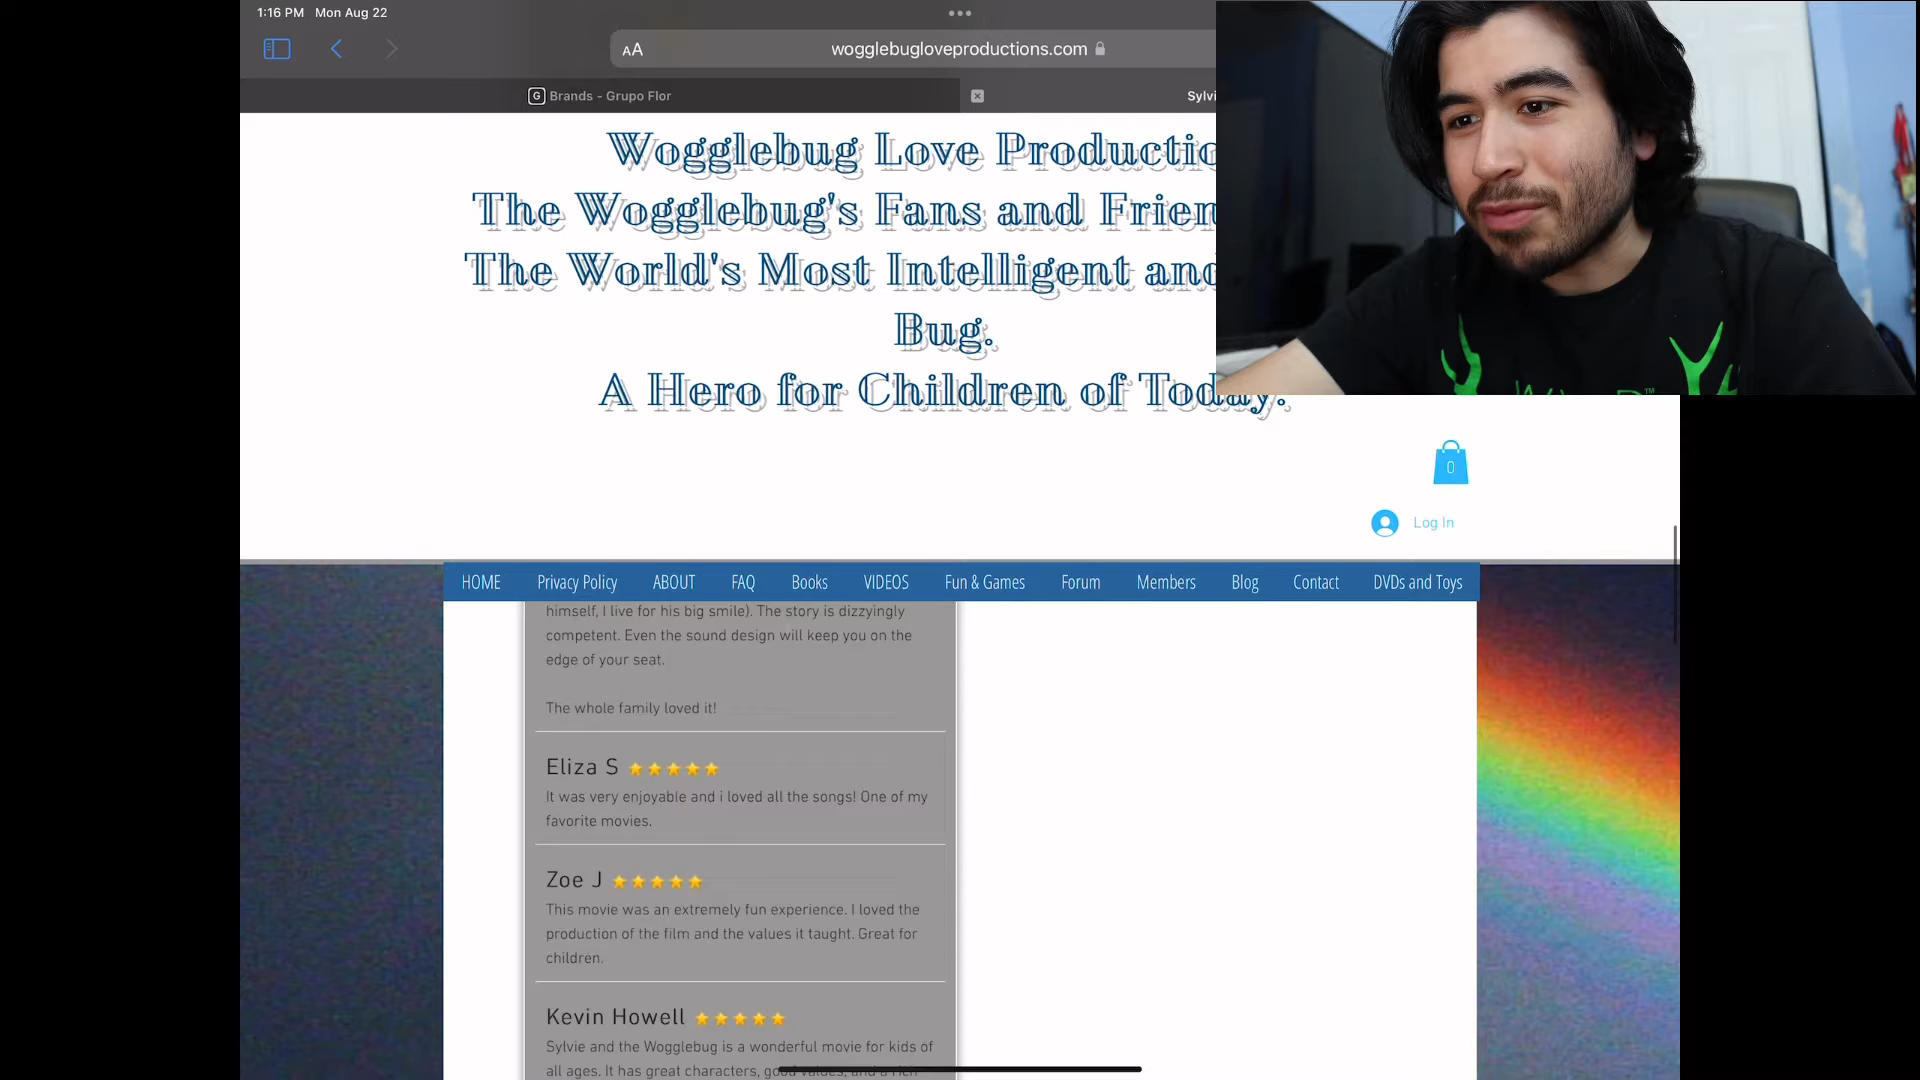 1:16 PM Mon Aug 22
AA
wogglebugloveproductions.com
G Brands - Grupo Flor
Sylvi
Wogglebug Love Productio
The Wogglebug's Fans and Frien
The World's Most Intelligent and
Bug.
A Hero for Children of Today.
0
Log In
HOME Privacy Policy ABOUT FAQ Books VIDEOS Fun & Games Forum Members Blog Contact DVDs and Toys
himself, I live for his big smile). The story is dizzyingly
competent. Even the sound design will keep you on the
edge of your seat.
The whole family loved it!
Eliza S
It was very enjoyable and i loved all the songs! One of my
favorite movies.
Zoe J
This movie was an extremely fun experience. I loved the
production of the film and the values it taught. Great for
children.
Kevin Howell
Sylvie and the Wogglebug is a wonderful movie for kids of
all ages. It has great characters, good values, and a rich